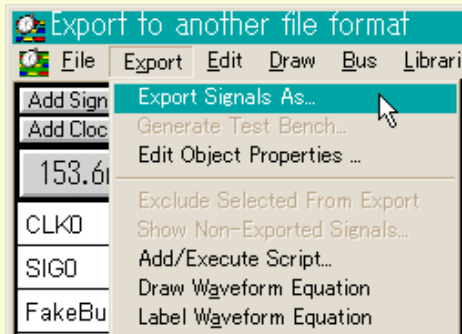 Export to another file format
File Export Edit Draw Bus Librari
Add Sign
Add Cloc
Export Signals As...
Generate Test Bench...
Edit Object Properties ...
153.6
Exclude Selected From Export
Show Non-Exported Signals...
CLK0
Add/Execute Script...
SIG0
Draw Waveform Equation
FakeBu
Label Waveform Equation